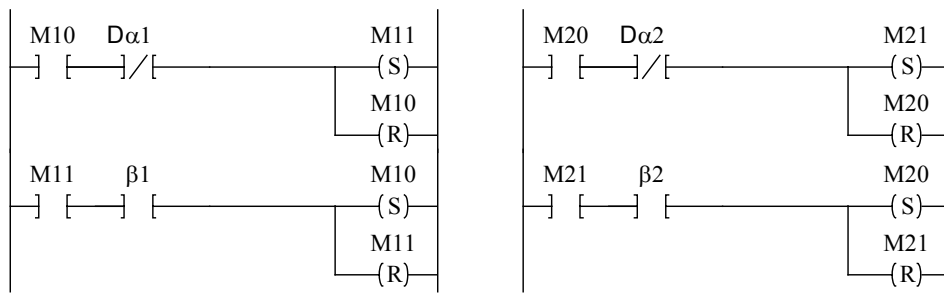 M10 Dα1 M11 M20 Dα2 M21
S S
M10 M20
R R
M11 β1 M10 M21 β2 M20
S S
M11 M21
R R